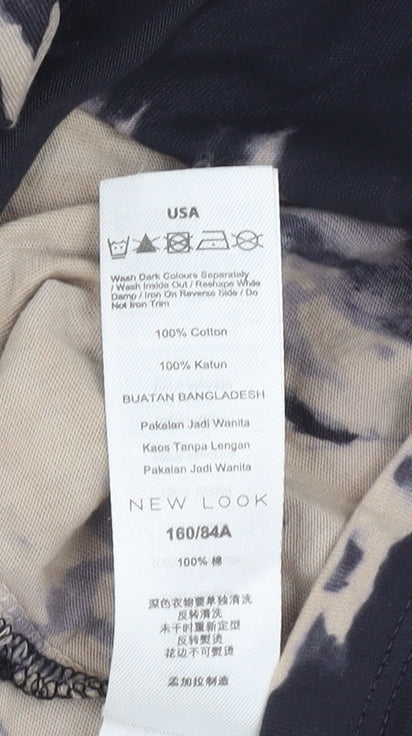 USA
Wash Dark Colours Separately
/ Wash Inside Out / Reshape While
Damp / Iron On Reverse Side / Do
Not Iron Trim
100% Cotton
100% Katun
BUATAN BANGLADESH
Pakaian Jadi Wanita
Kaos Tanpa Lengan
Pakaian Jadi Wanita
NEW LOOK
160/84A
100% 棉
深色衣物要单独清洗
反转清洗
未干时重新定型
反转熨烫
花边不可熨烫
孟加拉制造